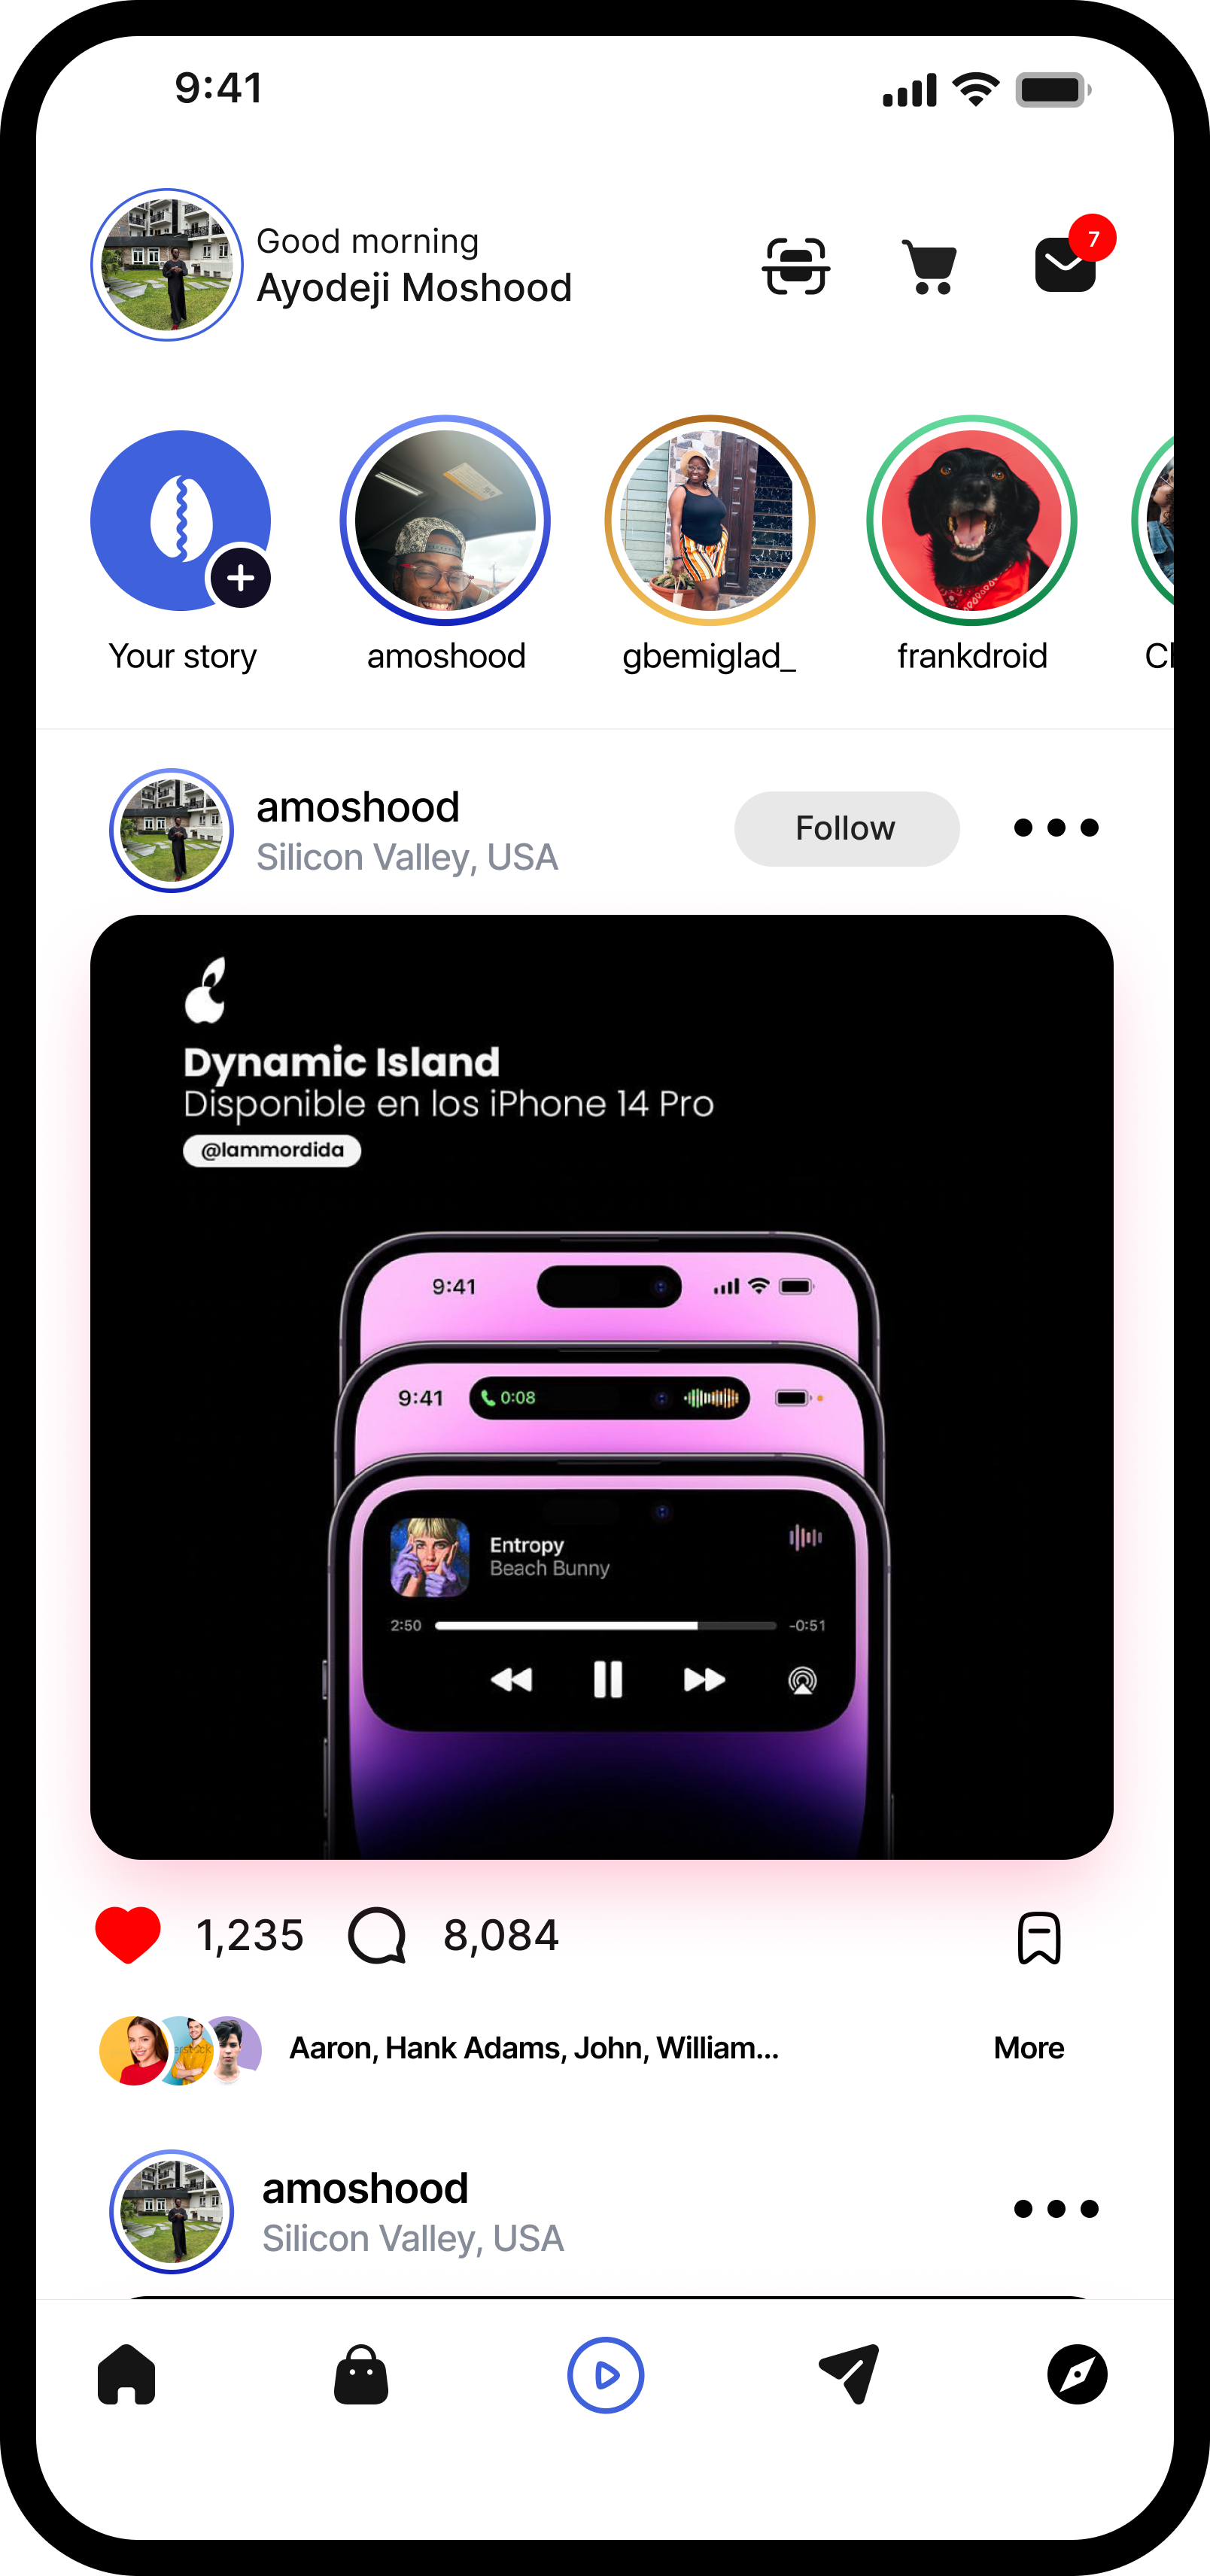 9:41
Good morning
Ayodeji Moshood
7
Your story
amoshood
gbemiglad_
frankdroid
amoshood
Silicon Valley, USA
Follow
Dynamic Island
Disponible en los iPhone 14 Pro
@lammordida
9:41
9:41
0:08
Entropy
Beach Bunny
2:50
-0:51
1,235
8,084
Aaron, Hank Adams, John, William...
More
amoshood
Silicon Valley, USA